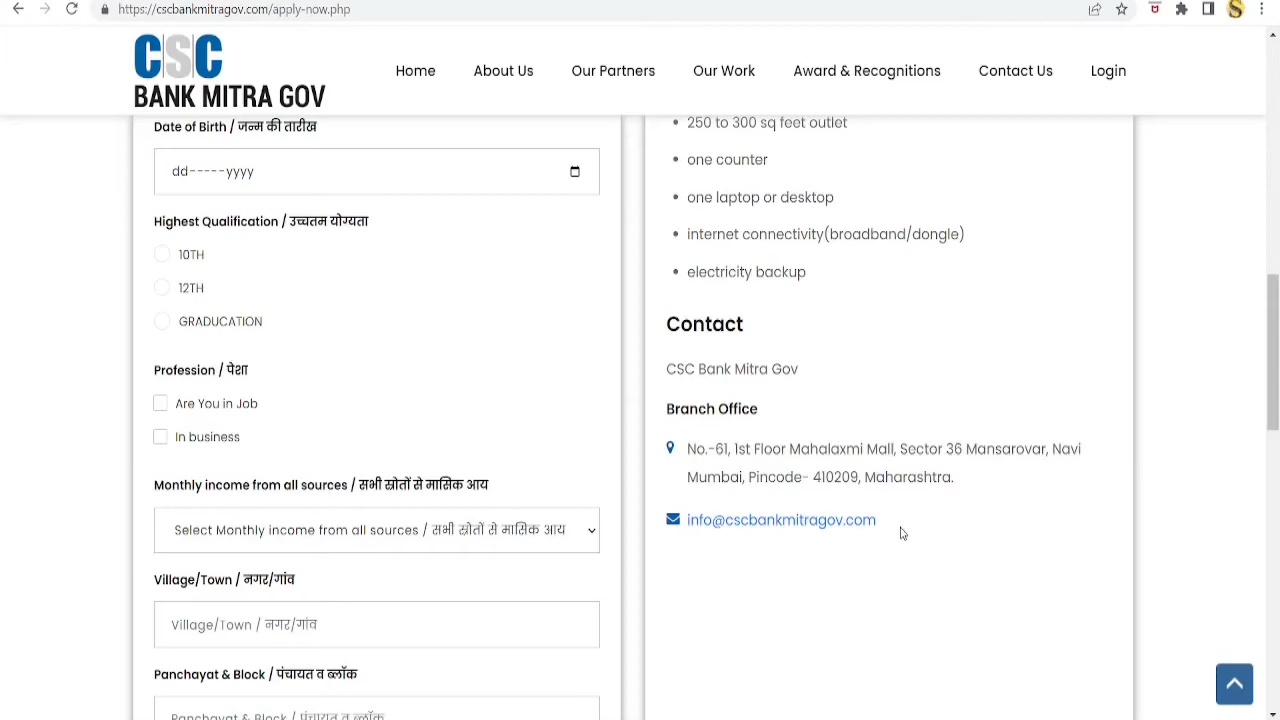 https://cscbankmitragov.com/apply-now.php
CSC
BANK MITRA GOV
Home
About Us
Our Partners
Our Work
Award & Recognitions
Contact Us
Login
Date of Birth / जन्म की तारीख
dd-----yyyy
Highest Qualification / उच्चतम योग्यता
10TH
12TH
GRADUCATION
Profession / पेशा
Are You in Job
In business
Monthly income from all sources / सभी स्रोतों से मासिक आय
Select Monthly income from all sources / सभी स्रोतों से मासिक आय
Village/Town / नगर/गांव
Village/Town / नगर/गांव
Panchayat & Block / पंचायत व ब्लॉक
Panchayat & Block / पंचायत व ब्लॉक
• 250 to 300 sq feet outlet
• one counter
• one laptop or desktop
• internet connectivity(broadband/dongle)
• electricity backup
Contact
CSC Bank Mitra Gov
Branch Office
No.-61, 1st Floor Mahalaxmi Mall, Sector 36 Mansarovar, Navi
Mumbai, Pincode- 410209, Maharashtra.
info@cscbankmitragov.com